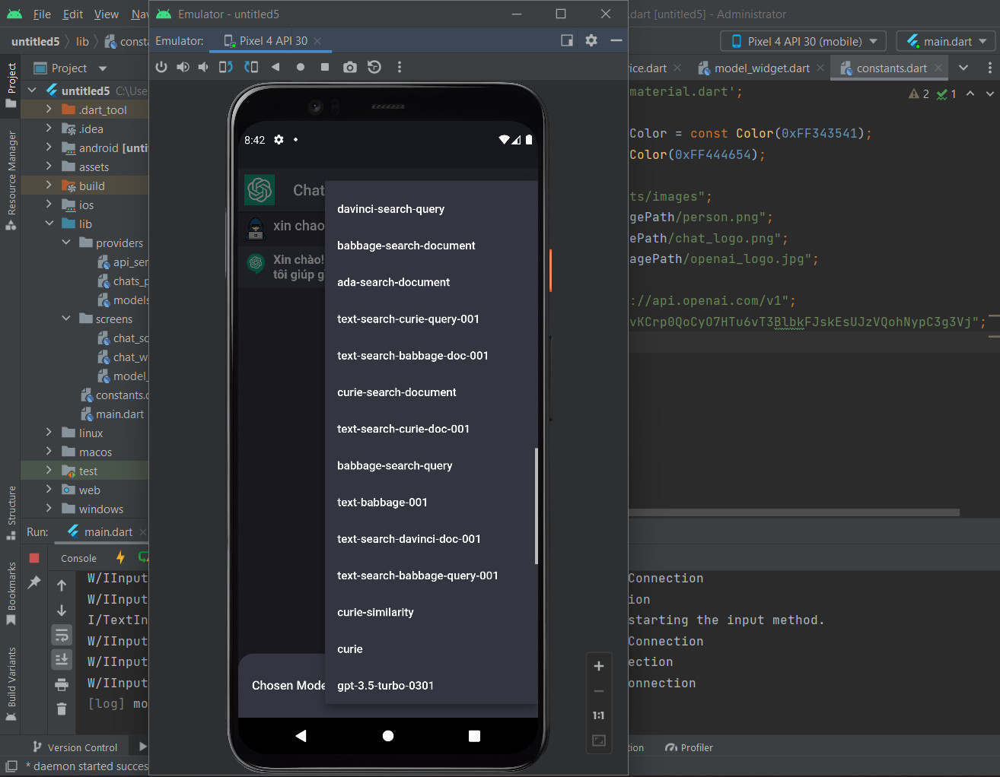 File Edit View Nav
Emulator - untitled5
.dart [untitled5] - Administrator
untitled5 lib consta
Emulator: Pixel 4 API 30
Pixel 4 API 30 (mobile) main.dart
Project
vice.dart model_widget.dart constants.dart
Project
Resource Manager
Structure
Bookmarks
Build Variants
untitled5 C:\Use
.dart_tool
.idea
android [unti
assets
build
ios
lib
providers
api_ser
chats_p
models
screens
chat_sc
chat_w
model_
constants.d
main.dart
linux
macos
test
web
windows
8:42
Chat
xin chao
Xin chào!
tôi giúp g
davinci-search-query
babbage-search-document
ada-search-document
text-search-curie-query-001
text-search-babbage-doc-001
curie-search-document
text-search-curie-doc-001
babbage-search-query
text-babbage-001
text-search-davinci-doc-001
text-search-babbage-query-001
curie-similarity
curie
gpt-3.5-turbo-0301
Chosen Mode
1:1
material.dart';
2 1
Color = const Color(0xFF343541);
Color(0xFF444654);
ts/images";
gePath/person.png";
ePath/chat_logo.png";
agePath/openai_logo.jpg";
://api.openai.com/v1";
vKCrp0QoCyO7HTu6vT3BlbkFJskEsUJzVQohNypC3g3Vj";
Run: main.dart
Console
W/IInput
W/IInput
I/TextIn
W/IInput
W/IInput
W/IInput
[log] mo
Connection
ion
starting the input method.
Connection
ection
onnection
Version Control
tion Profiler
* daemon started succes